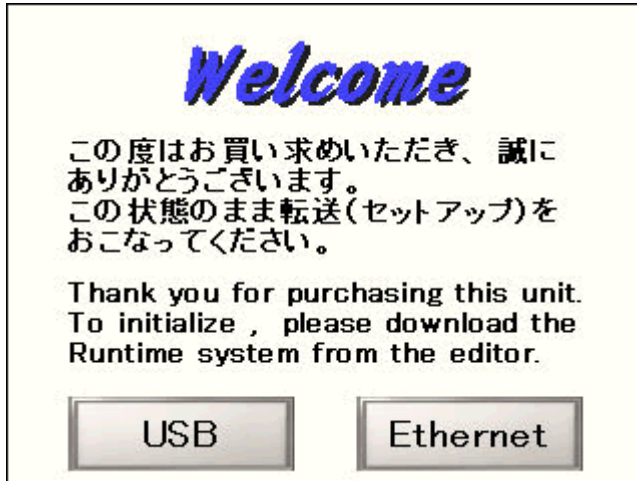 Welcome
この度はお買い求めいただき、誠に
ありがとうございます。
この状態のまま転送(セットアップ)を
おこなってください。
Thank you for purchasing this unit.
To initialize , please download the
Runtime system from the editor.
USB
Ethernet